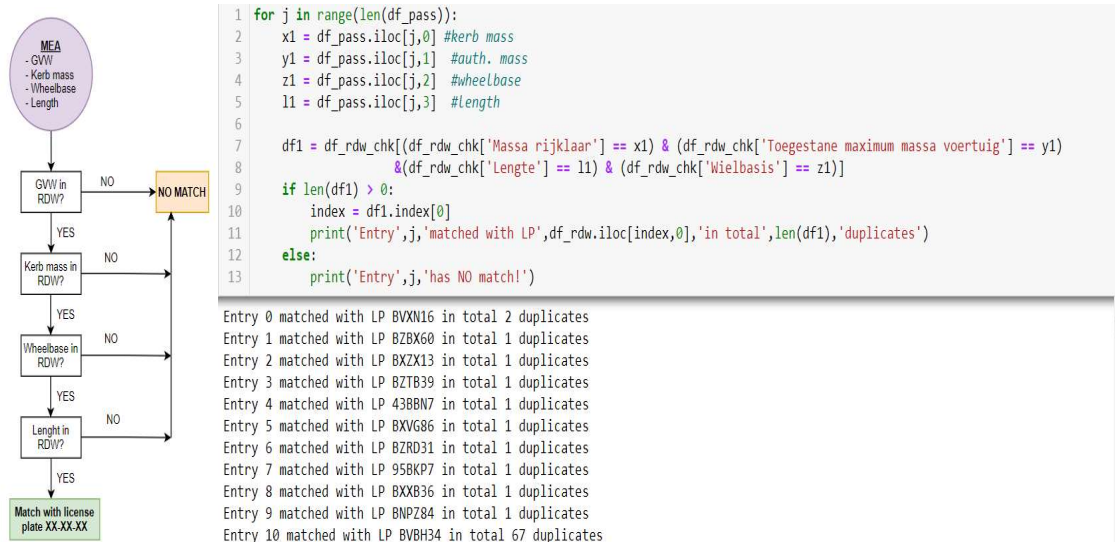 MEA
- GVW
- Kerb mass
- Wheelbase
- Length
GVW in
RDW?
NO
NO MATCH
YES
Kerb mass in
RDW?
NO
YES
Wheelbase in
RDW?
NO
YES
Lenght in
RDW?
NO
YES
Match with license
plate XX-XX-XX
1 for j in range(len(df_pass)):
2     x1 = df_pass.iloc[j,0] #kerb mass
3     y1 = df_pass.iloc[j,1]  #auth. mass
4     z1 = df_pass.iloc[j,2]  #wheelbase
5     l1 = df_pass.iloc[j,3]  #length
6
7     df1 = df_rdw_chk[(df_rdw_chk['Massa rijklaar'] == x1) & (df_rdw_chk['Toegestane maximum massa voertuig'] == y1)
8                 &(df_rdw_chk['Lengte'] == l1) & (df_rdw_chk['Wielbasis'] == z1)]
9     if len(df1) > 0:
10         index = df1.index[0]
11         print('Entry',j,'matched with LP',df_rdw.iloc[index,0],'in total',len(df1),'duplicates')
12     else:
13         print('Entry',j,'has NO match!')
Entry 0 matched with LP BVXN16 in total 2 duplicates
Entry 1 matched with LP BZBX60 in total 1 duplicates
Entry 2 matched with LP BXZX13 in total 1 duplicates
Entry 3 matched with LP BZTB39 in total 1 duplicates
Entry 4 matched with LP 43BBN7 in total 1 duplicates
Entry 5 matched with LP BXVG86 in total 1 duplicates
Entry 6 matched with LP BZRD31 in total 1 duplicates
Entry 7 matched with LP 95BKP7 in total 1 duplicates
Entry 8 matched with LP BXXB36 in total 1 duplicates
Entry 9 matched with LP BNPZ84 in total 1 duplicates
Entry 10 matched with LP BVBH34 in total 67 duplicates